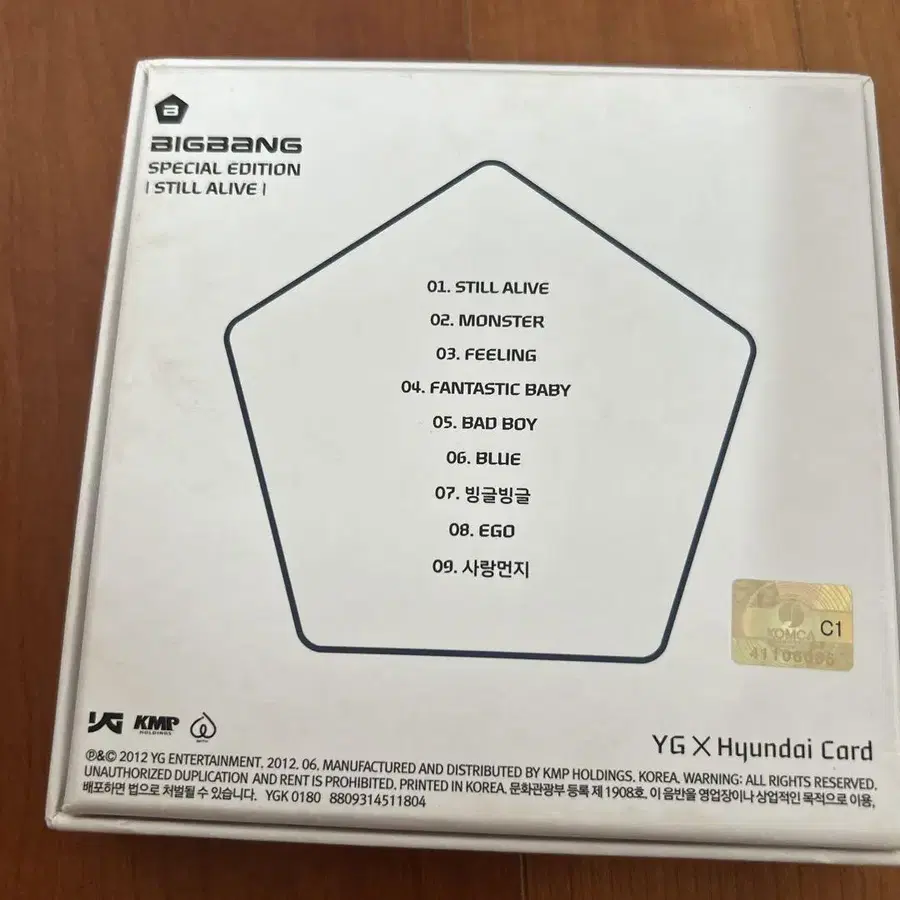 B
BIGBANG
SPECIAL EDITION
| STILL ALIVE |
01. STILL ALIVE
02. MONSTER
03. FEELING
04. FANTASTIC BABY
05. BAD BOY
06. BLUE
07. 빙글빙글
08. EGO
09. 사랑먼지
KOMCA C1
YG KMP
HOLDINGS
YG X Hyundai Card
℗&© 2012 YG ENTERTAINMENT, 2012. 06, MANUFACTURED AND DISTRIBUTED BY KMP HOLDINGS. KOREA. WARNING: ALL RIGHTS RESERVED.
UNAUTHORIZED DUPLICATION AND RENT IS PROHIBITED. PRINTED IN KOREA. 문화관광부 등록 제 1908호. 이 음반을 영업장이나 상업적인 목적으로 이용,
배포하면 법으로 처벌될 수 있습니다. YGK 0180 8809314511804